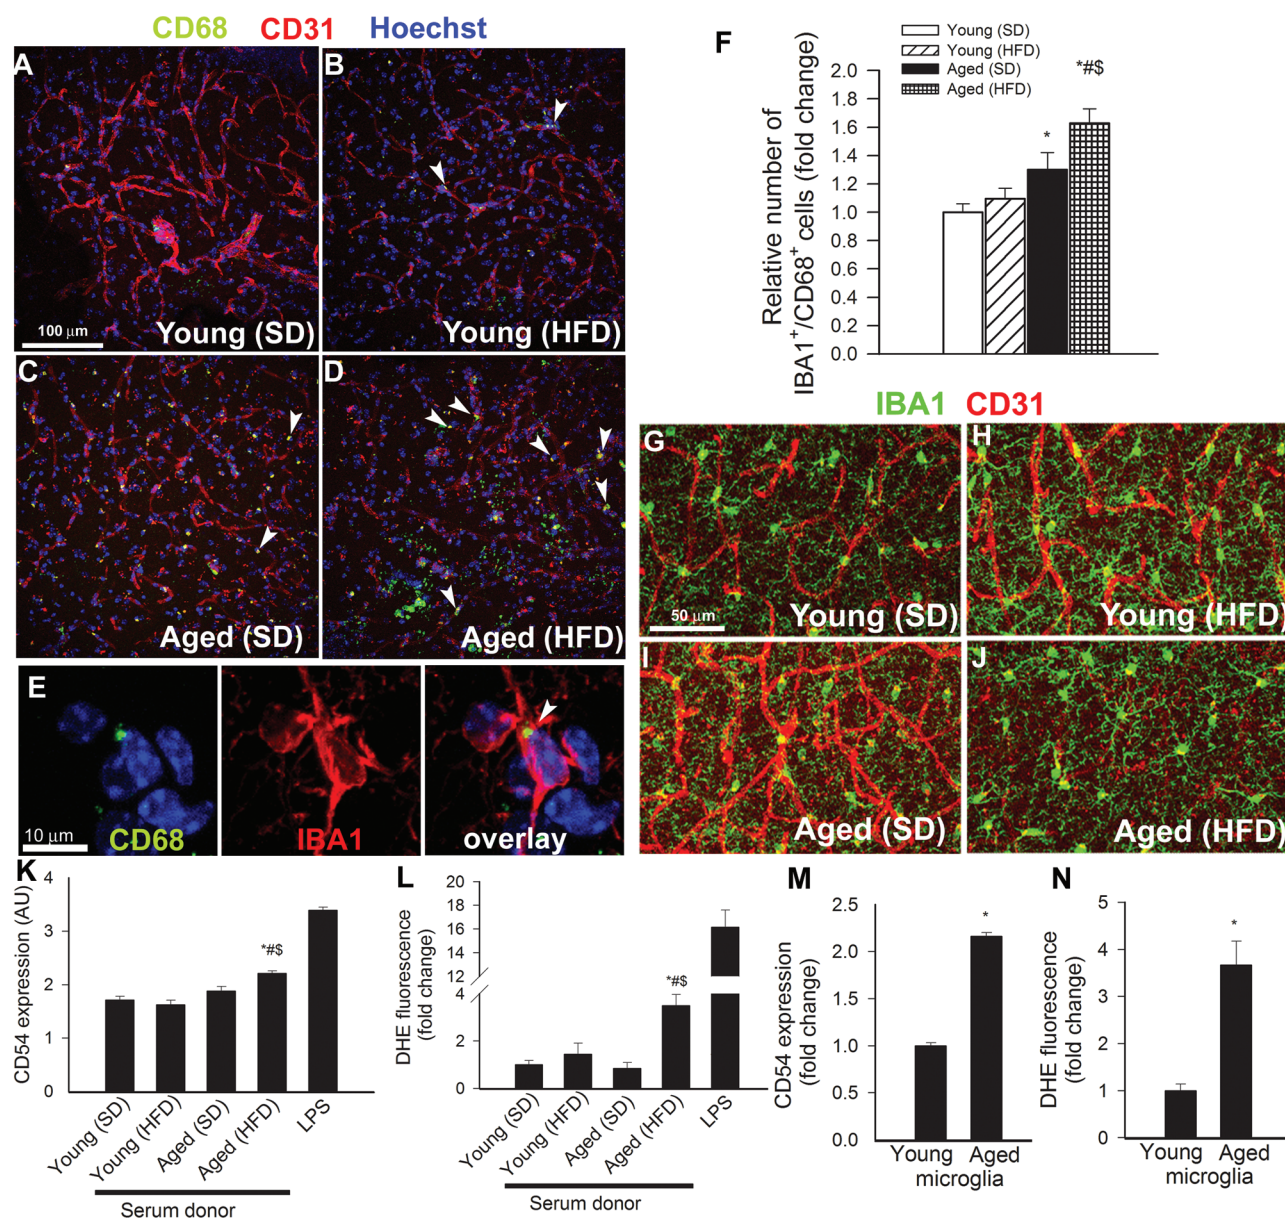 CD68 CD31 Hoechst
A
B
100 µm
Young (SD)
Young (HFD)
C
D
Aged (SD)
Aged (HFD)
E
10 µm
CD68
IBA1
overlay
F
Young (SD)
Young (HFD)
Aged (SD)
Aged (HFD)
Relative number of
IBA1+/CD68+ cells (fold change)
2.0
1.8
1.6
1.4
1.2
1.0
0.8
0.6
0.4
0.2
0.0
*
*#$
IBA1 CD31
G
H
50 µm
Young (SD)
Young (HFD)
I
J
Aged (SD)
Aged (HFD)
K
CD54 expression (AU)
4
3
2
1
0
*#$
Young (SD)
Young (HFD)
Aged (SD)
Aged (HFD)
LPS
Serum donor
L
DHE fluorescence
(fold change)
20
18
16
14
12
4
2
0
*#$
Young (SD)
Young (HFD)
Aged (SD)
Aged (HFD)
LPS
Serum donor
M
CD54 expression
(fold change)
2.5
2.0
1.5
1.0
0.5
0.0
*
Young Aged
microglia
N
DHE fluorescence
(fold change)
5
4
3
2
1
0
*
Young Aged
microglia